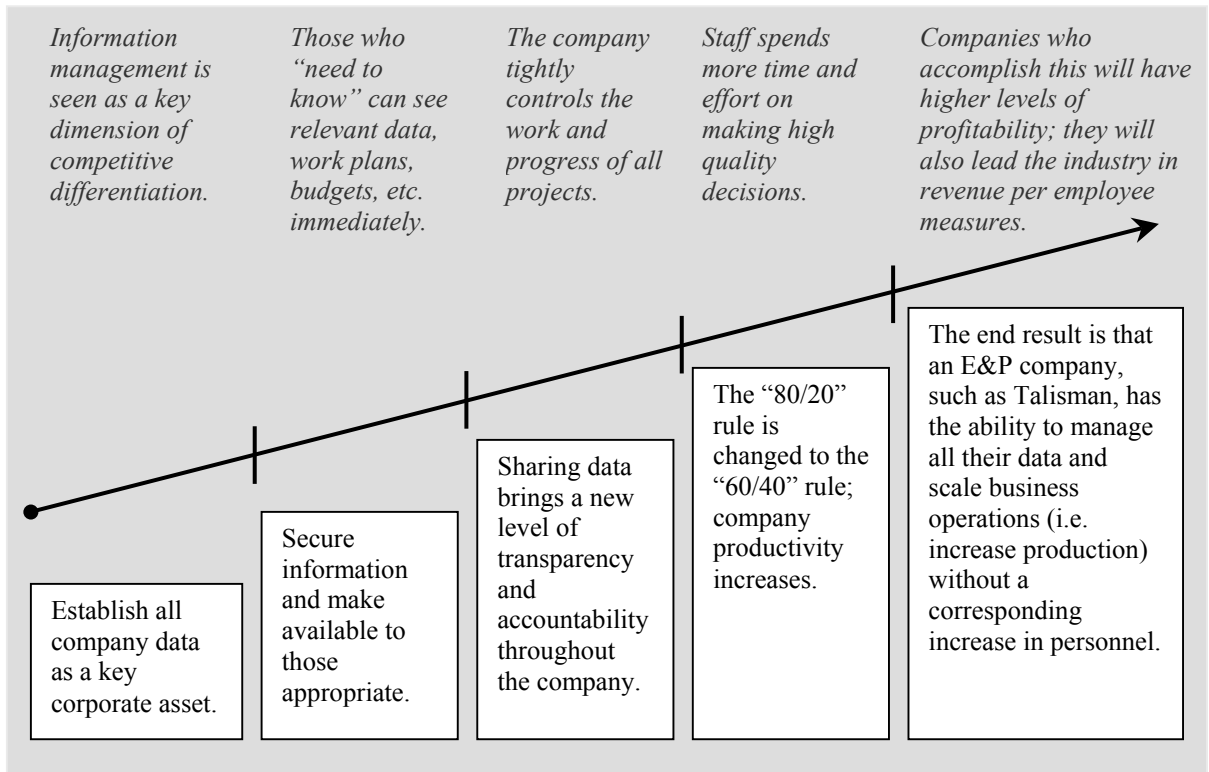 Information
management is
seen as a key
dimension of
competitive
differentiation.
Those who
“need to
know” can see
relevant data,
work plans,
budgets, etc.
immediately.
The company
tightly
controls the
work and
progress of all
projects.
Staff spends
more time and
effort on
making high
quality
decisions.
Companies who
accomplish this will have
higher levels of
profitability; they will
also lead the industry in
revenue per employee
measures.
Establish all
company data
as a key
corporate asset.
Secure
information
and make
available to
those
appropriate.
Sharing data
brings a new
level of
transparency
and
accountability
throughout
the company.
The “80/20”
rule is
changed to the
“60/40” rule;
company
productivity
increases.
The end result is that
an E&P company,
such as Talisman, has
the ability to manage
all their data and
scale business
operations (i.e.
increase production)
without a
corresponding
increase in personnel.